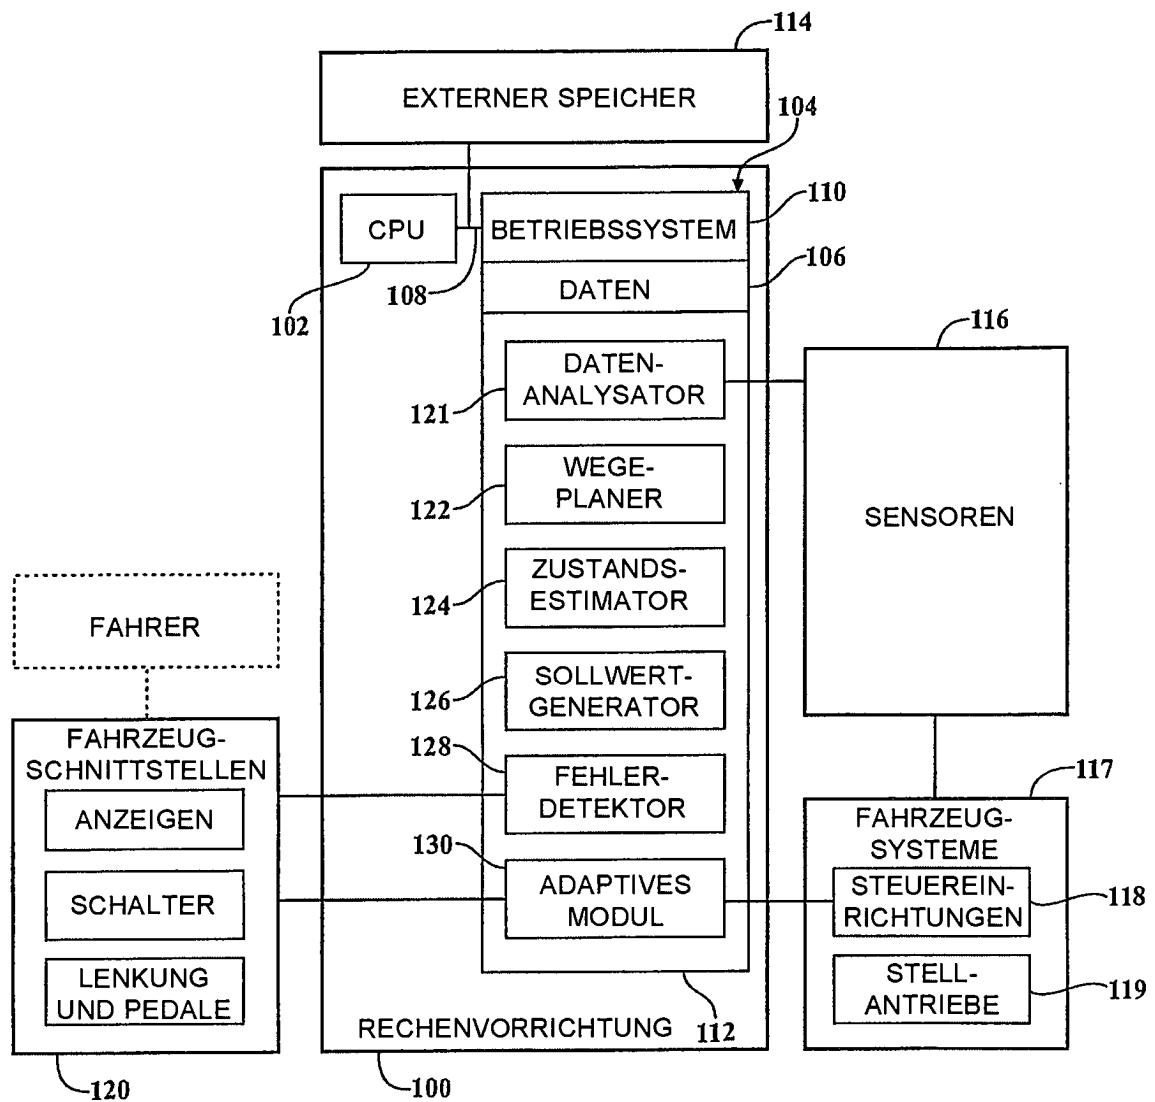 114
EXTERNER SPEICHER
104
CPU
BETRIEBSSYSTEM
110
102
108
DATEN
106
116
DATEN-
ANALYSATOR
121
WEGE-
PLANER
122
SENSOREN
ZUSTANDS-
ESTIMATOR
124
FAHRER
SOLLWERT-
GENERATOR
126
FAHRZEUG-
SCHNITTSTELLEN
ANZEIGEN
SCHALTER
LENKUNG
UND PEDALE
120
128
FEHLER-
DETEKTOR
130
ADAPTIVES
MODUL
117
FAHRZEUG-
SYSTEME
STEUEREIN-
RICHTUNGEN
118
STELL-
ANTRIEBE
119
RECHENVORRICHTUNG
112
100